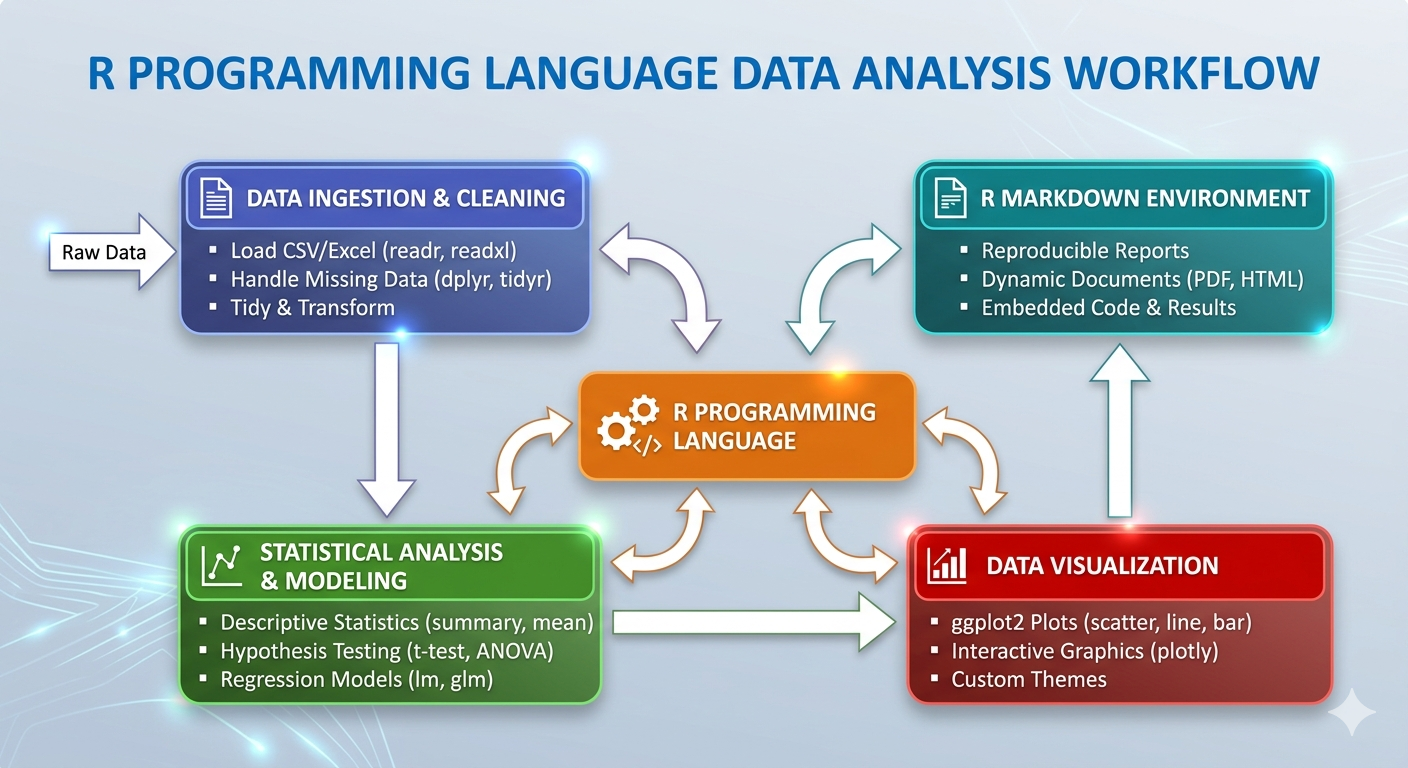 R PROGRAMMING LANGUAGE DATA ANALYSIS WORKFLOW
Raw Data
DATA INGESTION & CLEANING
▪ Load CSV/Excel (readr, readxl)
▪ Handle Missing Data (dplyr, tidyr)
▪ Tidy & Transform
R MARKDOWN ENVIRONMENT
▪ Reproducible Reports
▪ Dynamic Documents (PDF, HTML)
▪ Embedded Code & Results
</> R PROGRAMMING
LANGUAGE
STATISTICAL ANALYSIS
& MODELING
▪ Descriptive Statistics (summary, mean)
▪ Hypothesis Testing (t-test, ANOVA)
▪ Regression Models (lm, glm)
DATA VISUALIZATION
▪ ggplot2 Plots (scatter, line, bar)
▪ Interactive Graphics (plotly)
▪ Custom Themes